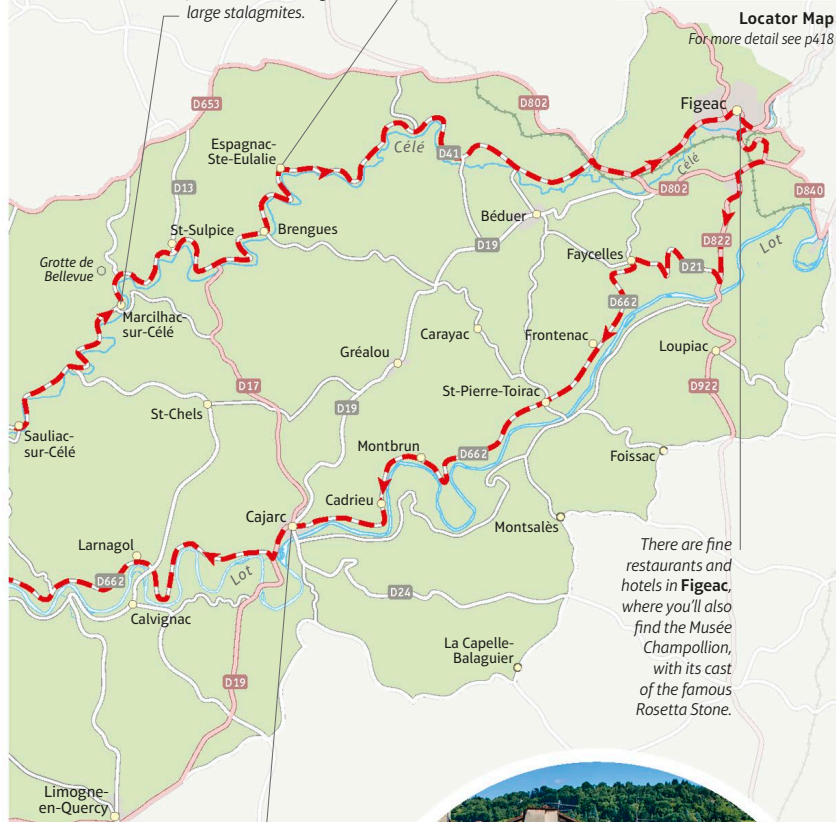 large stalagmites.
Locator Map
For more detail see p418
D653
D802
Figeac
Espagnac-
Ste-Eulalie
Célé
D41
Célé
D13
D802
D840
Béduer
St-Sulpice
Brengues
D19
D822
Lot
Faycelles
Grotte de
Bellevue
D21
D662
Marcilhac-
sur-Célé
Carayac
Frontenac
Gréalou
Loupiac
D17
St-Pierre-Toirac
D922
D19
St-Chels
Sauliac-
sur-Célé
Montbrun
D662
Foissac
Cadrieu
Cajarc
Montsalès
Larnagol
There are fine
restaurants and
hotels in Figeac,
where you'll also
find the Musée
Champollion,
with its cast
of the famous
Rosetta Stone.
D662
Lot
D24
Calvignac
La Capelle-
Balaguier
D19
Limogne-
en-Quercy